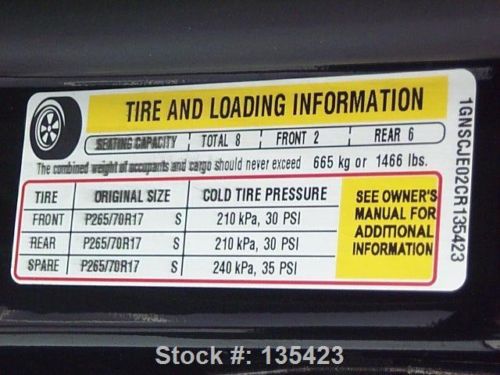 TIRE AND LOADING INFORMATION
SEATING CAPACITY TOTAL 8 FRONT 2 REAR 6
The combined weight of occupants and cargo should never exceed 665 kg or 1466 lbs.
TIRE ORIGINAL SIZE COLD TIRE PRESSURE
FRONT P265/70R17 S 210 kPa, 30 PSI
REAR P265/70R17 S 210 kPa, 30 PSI
SPARE P265/70R17 S 240 kPa, 35 PSI
SEE OWNER'S
MANUAL FOR
ADDITIONAL
INFORMATION
1GNSCJE02CR135423
Stock #: 135423